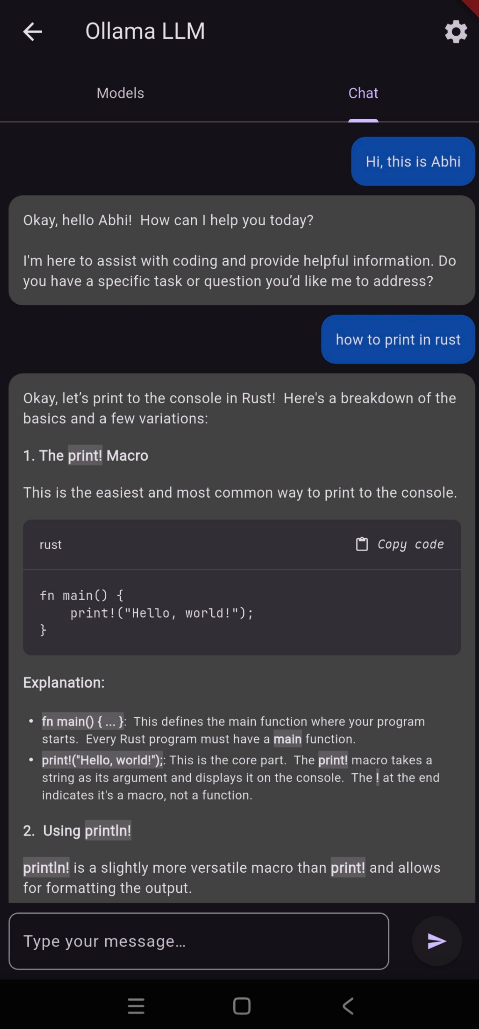 Ollama LLM
Models
Chat
Hi, this is Abhi
Okay, hello Abhi!  How can I help you today?
I'm here to assist with coding and provide helpful information. Do
you have a specific task or question you'd like me to address?
how to print in rust
Okay, let's print to the console in Rust!  Here's a breakdown of the
basics and a few variations:
1. The print! Macro
This is the easiest and most common way to print to the console.
rust
Copy code
fn main() {
    print!("Hello, world!");
}
Explanation:
• fn main() { ... }:  This defines the main function where your program
starts.  Every Rust program must have a main function.
• print!("Hello, world!");: This is the core part.  The print! macro takes a
string as its argument and displays it on the console.  The ! at the end
indicates it's a macro, not a function.
2.  Using println!
println! is a slightly more versatile macro than print! and allows
for formatting the output.
Type your message...